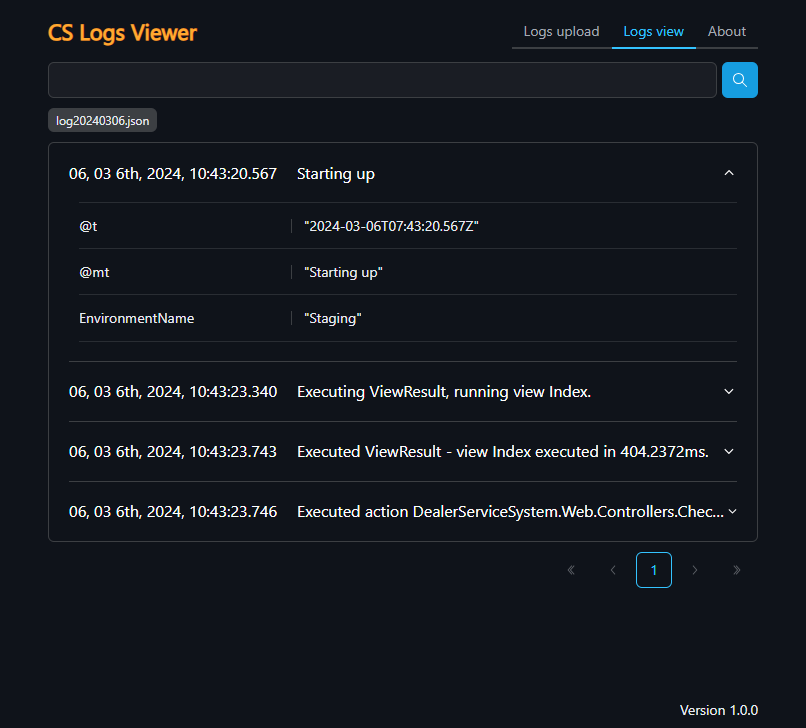 CS Logs Viewer
Logs upload
Logs view
About
log20240306.json
06, 03 6th, 2024, 10:43:20.567 Starting up
@t "2024-03-06T07:43:20.567Z"
@mt "Starting up"
EnvironmentName "Staging"
06, 03 6th, 2024, 10:43:23.340 Executing ViewResult, running view Index.
06, 03 6th, 2024, 10:43:23.743 Executed ViewResult - view Index executed in 404.2372ms.
06, 03 6th, 2024, 10:43:23.746 Executed action DealerServiceSystem.Web.Controllers.Chec...
1
Version 1.0.0